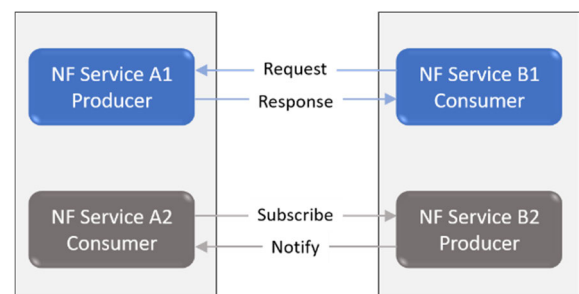 NF Service A1
Producer
Request
Response
NF Service B1
Consumer
NF Service A2
Consumer
Subscribe
Notify
NF Service B2
Producer